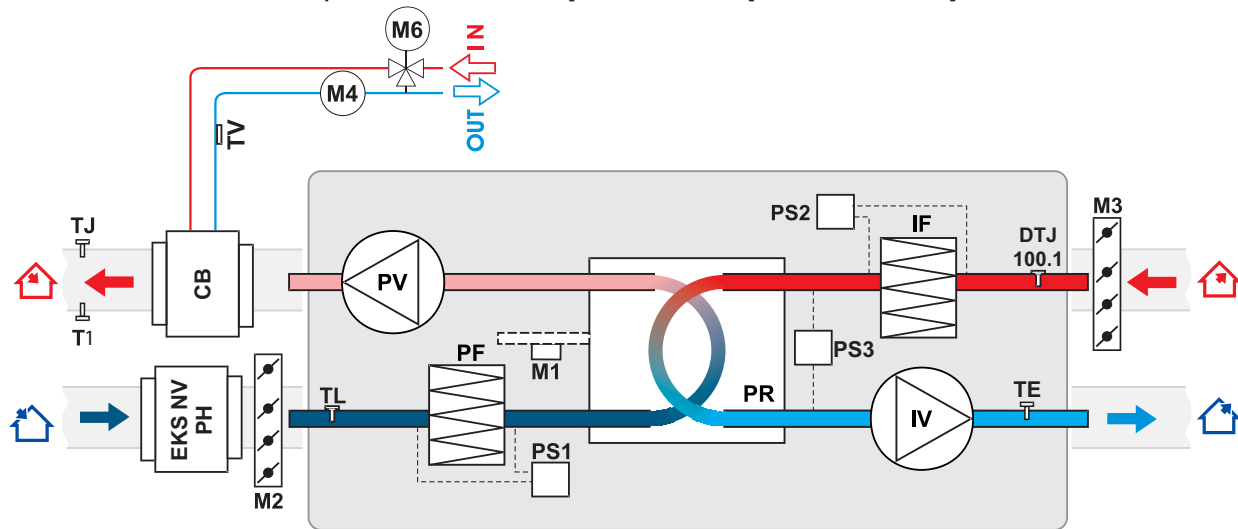 M6
IN
M4
OUT
TV
TJ
CB
T1
PV
PS2
IF
DTJ
100.1
M3
PS3
M1
PF
PR
TL
TE
IV
EKS NV
PH
M2
PS1